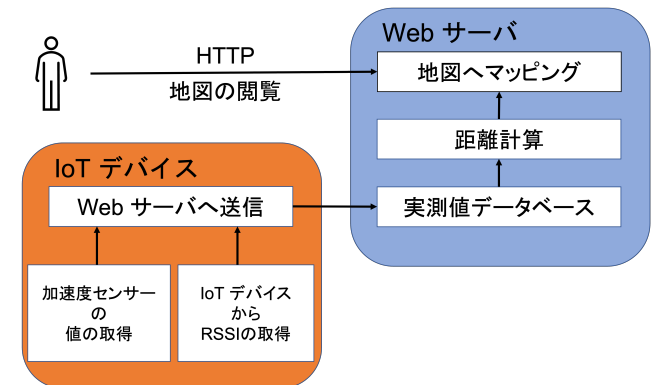 Web サーバ
HTTP
地図の閲覧
地図へマッピング
距離計算
実測値データベース
IoT デバイス
Web サーバへ送信
加速度センサー
の
値の取得
IoT デバイス
から
RSSIの取得